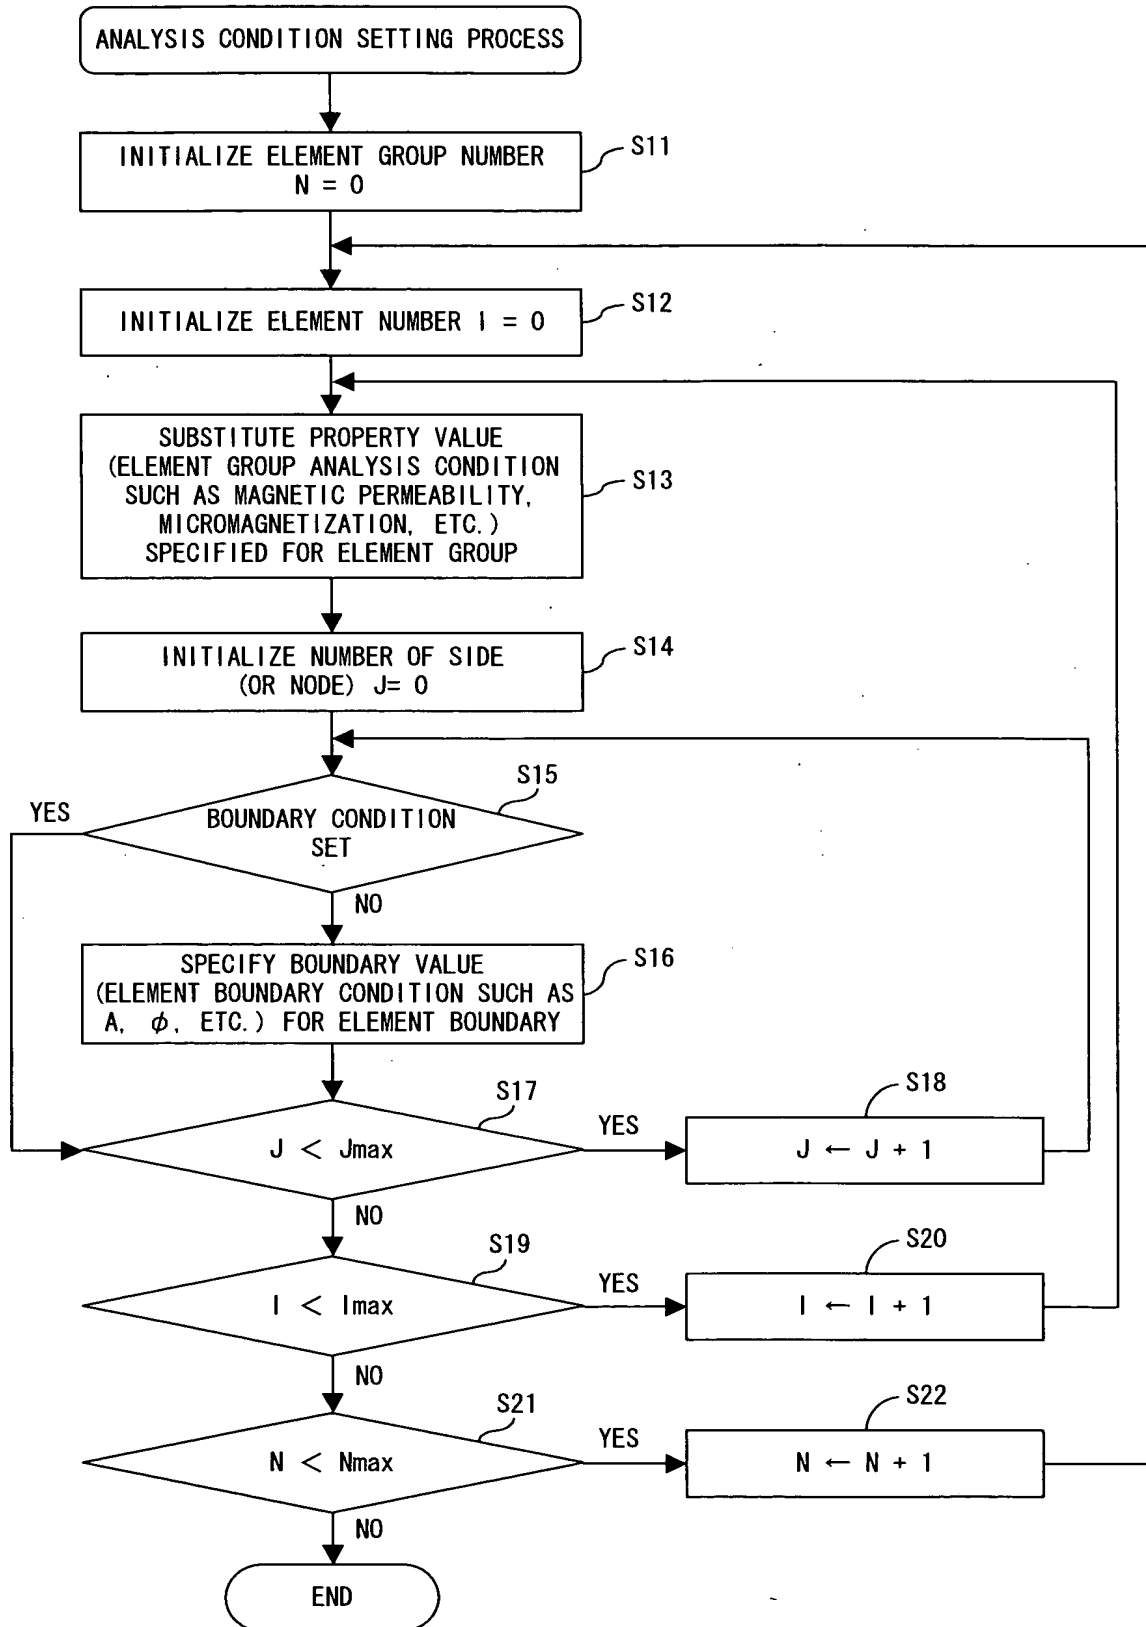 ANALYSIS CONDITION SETTING PROCESS
S11
INITIALIZE ELEMENT GROUP NUMBER
N = 0
S12
INITIALIZE ELEMENT NUMBER I = 0
S13
SUBSTITUTE PROPERTY VALUE
(ELEMENT GROUP ANALYSIS CONDITION
SUCH AS MAGNETIC PERMEABILITY,
MICROMAGNETIZATION, ETC.)
SPECIFIED FOR ELEMENT GROUP
S14
INITIALIZE NUMBER OF SIDE
(OR NODE) J= 0
S15
YES
BOUNDARY CONDITION
SET
NO
S16
SPECIFY BOUNDARY VALUE
(ELEMENT BOUNDARY CONDITION SUCH AS
A, φ, ETC.) FOR ELEMENT BOUNDARY
S17
J < Jmax
YES
S18
J ← J + 1
NO
S19
I < Imax
YES
S20
I ← I + 1
NO
S21
N < Nmax
YES
S22
N ← N + 1
NO
END